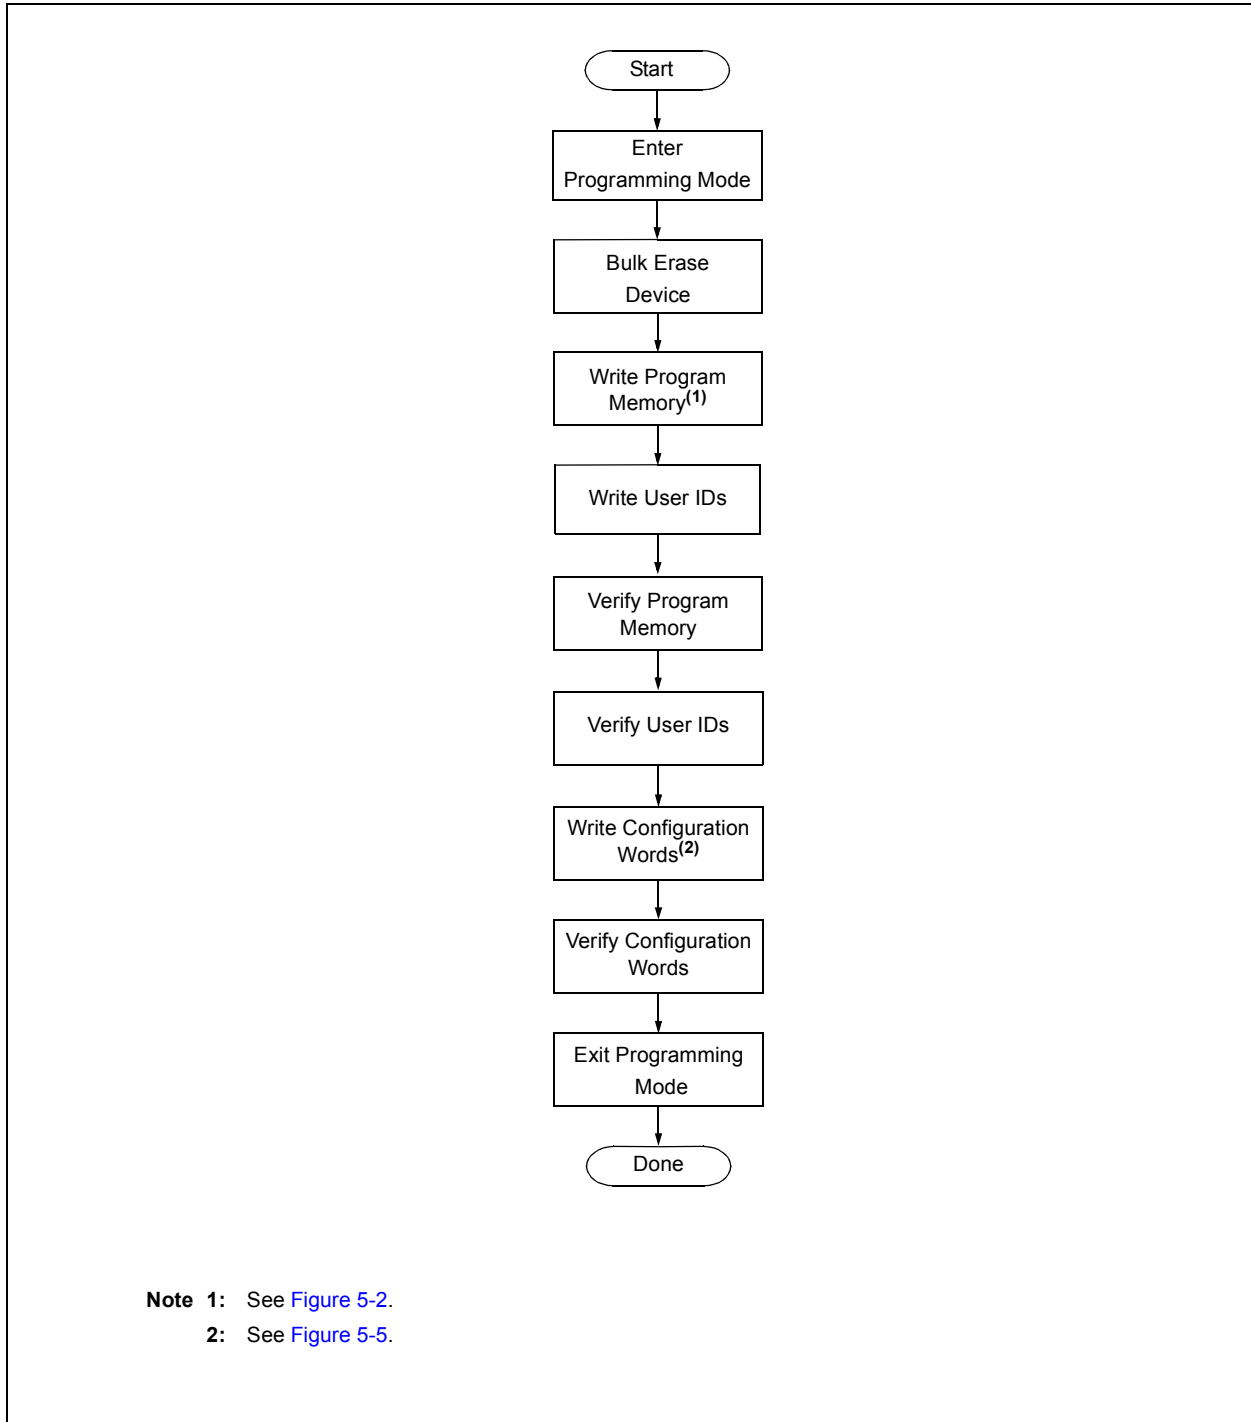 Start
Enter
Programming Mode
Bulk Erase
Device
Write Program
Memory(1)
Write User IDs
Verify Program
Memory
Verify User IDs
Write Configuration
Words(2)
Verify Configuration
Words
Exit Programming
Mode
Done
Note 1: See Figure 5-2.
2: See Figure 5-5.